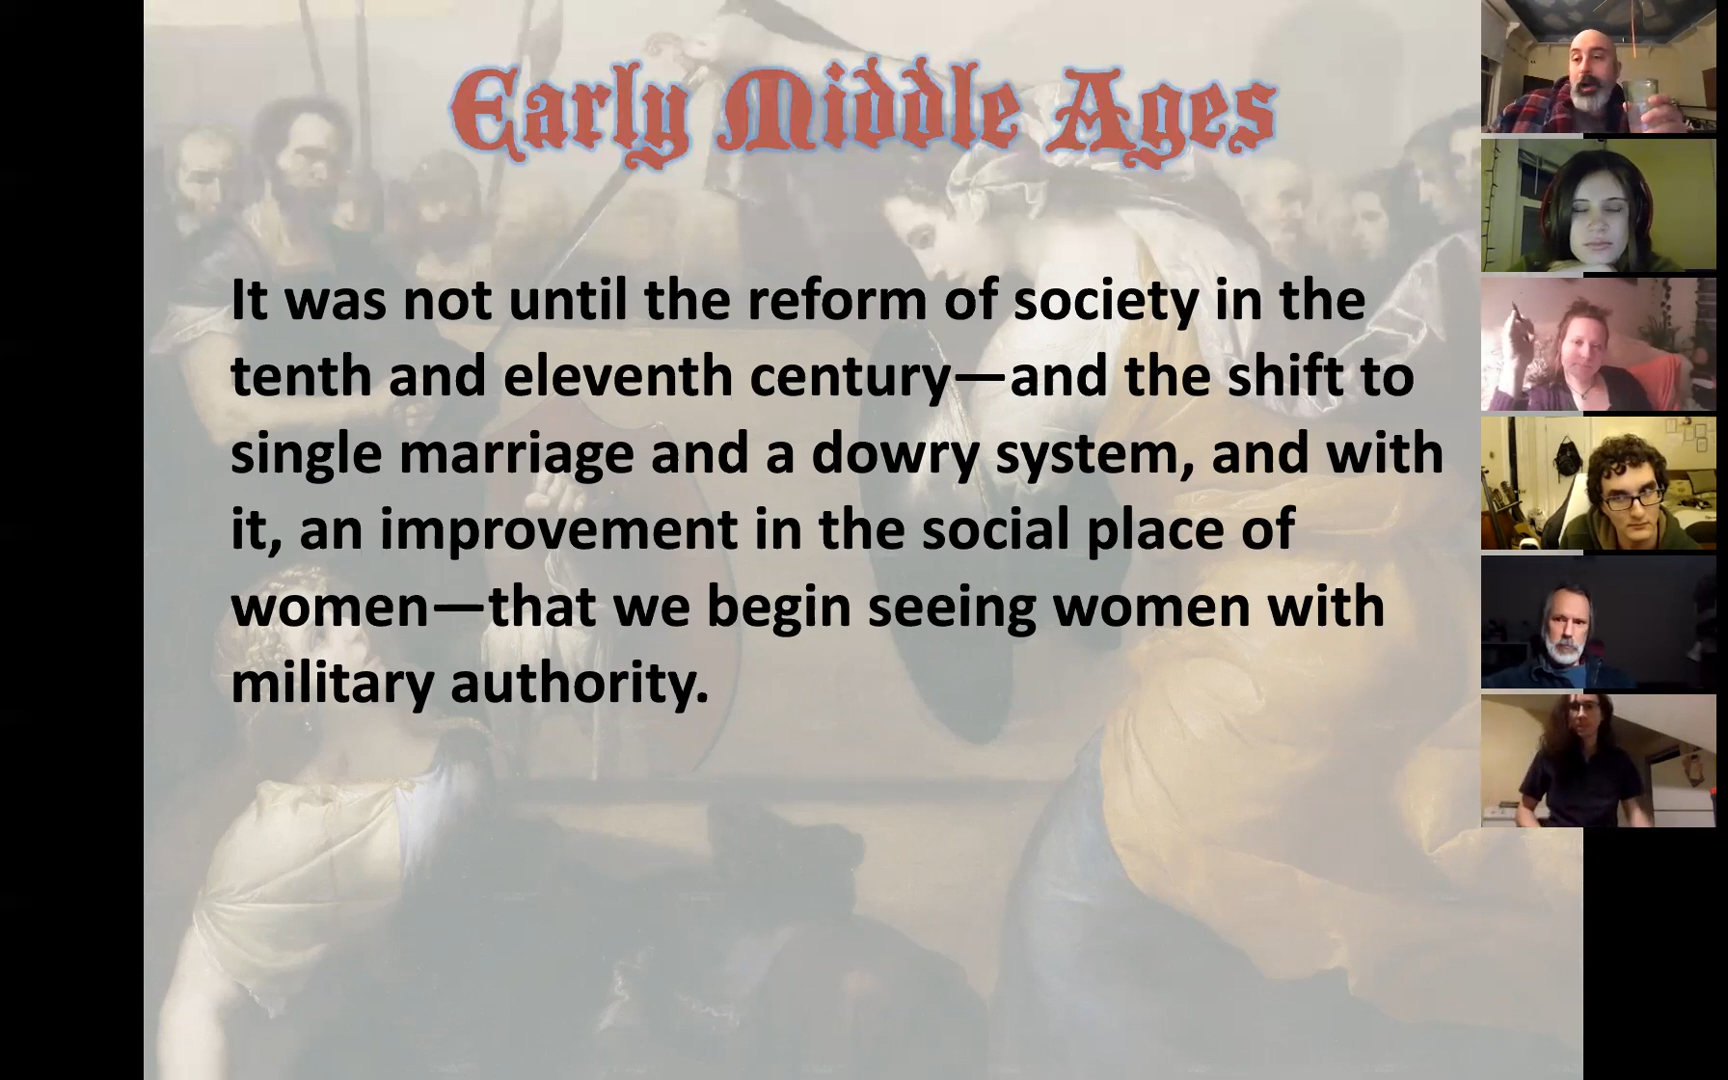 Early Middle Ages
It was not until the reform of society in the
tenth and eleventh century—and the shift to
single marriage and a dowry system, and with
it, an improvement in the social place of
women—that we begin seeing women with
military authority.